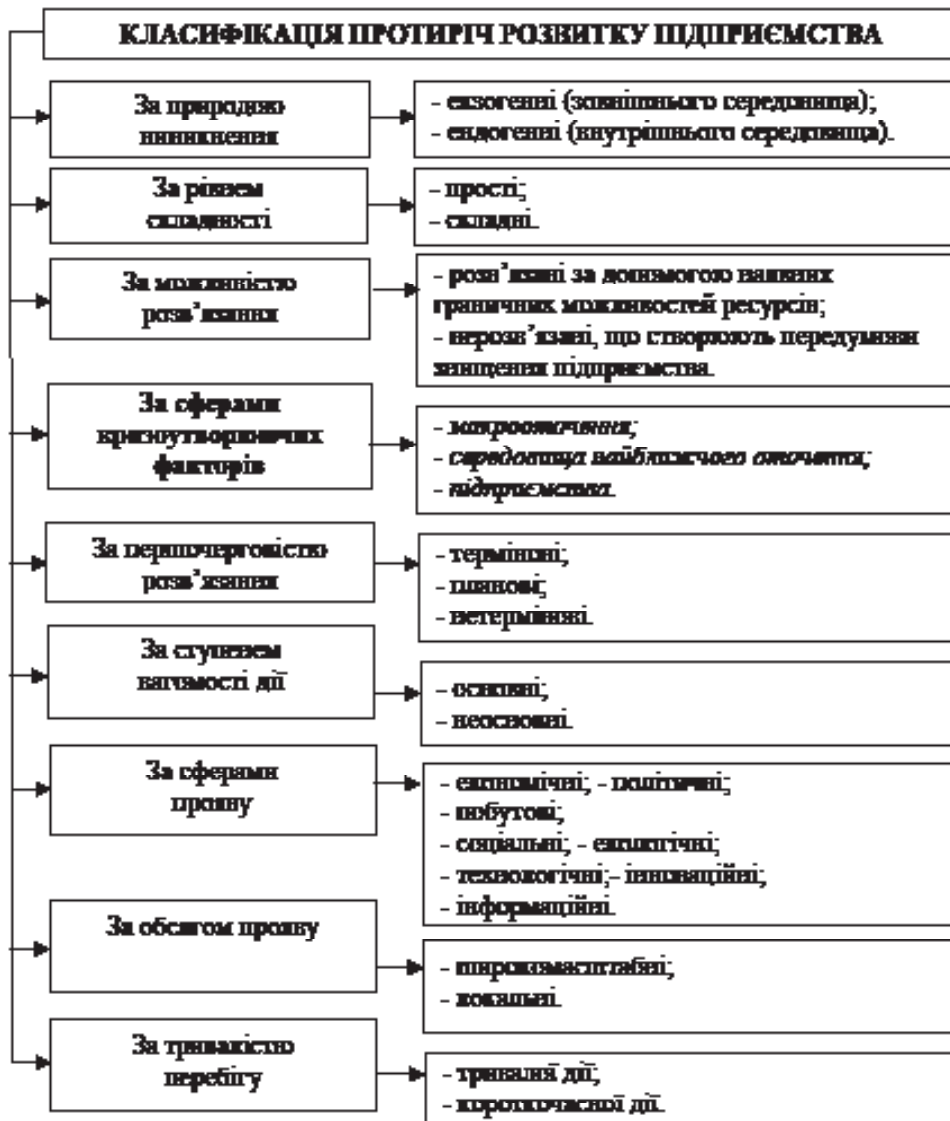 КЛАСИФІКАЦІЯ ПРОТИРІЧ РОЗВИТКУ ПІДПРИЄМСТВА
За природою
виникнення
- екзогенні (зовнішнього середовища);
- ендогенні (внутрішнього середовища).
За рівнем
складності
- прості;
- складні.
За можливістю
розв’язання
- розв’язані за допомогою наявних
граничних можливостей ресурсів;
- нерозв’язані, що створюють передумови
знищення підприємства.
За сферами
кризоутворюючих
факторів
- макрооточення;
- середовища найближчого оточення;
- підприємства.
За першочерговістю
розв’язання
- термінові;
- планові;
- нетермінові.
За ступенем
вагомості дії
- основні;
- неосновні.
За сферами
прояву
- економічні; - політичні;
- побутові;
- соціальні; - екологічні;
- технологічні;- інноваційні;
- інформаційні.
За обсягом прояву
- широкомасштабні;
- локальні.
За тривалістю
перебігу
- тривалої дії;
- короткочасної дії.